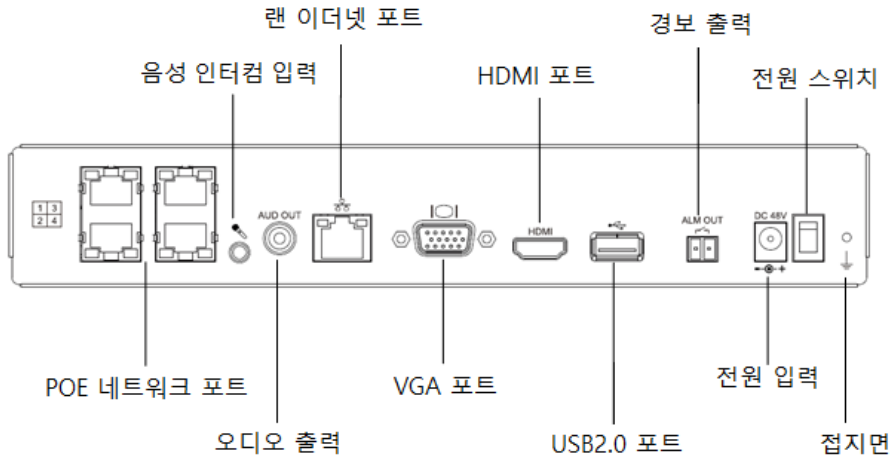 랜 이더넷 포트
경보 출력
음성 인터컴 입력
HDMI 포트
전원 스위치
1 3
2 4
AUD OUT
HDMI
ALM OUT
DC 48V
POE 네트워크 포트
VGA 포트
전원 입력
오디오 출력
USB2.0 포트
접지면